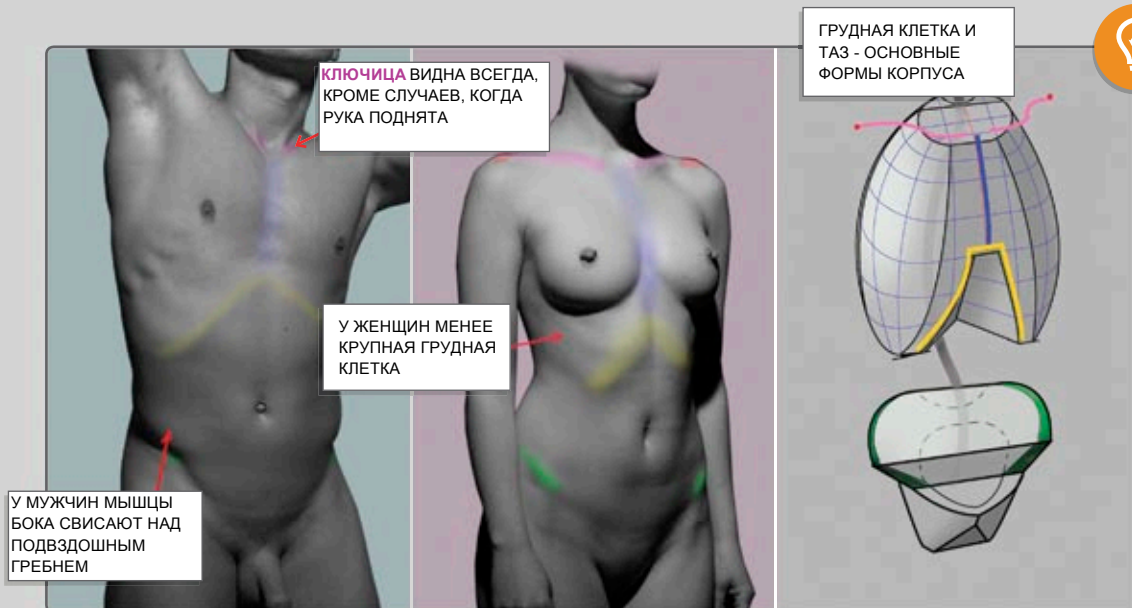 ГРУДНАЯ КЛЕТКА И
ТАЗ - ОСНОВНЫЕ
ФОРМЫ КОРПУСА
КЛЮЧИЦА ВИДНА ВСЕГДА,
КРОМЕ СЛУЧАЕВ, КОГДА
РУКА ПОДНЯТА
У ЖЕНЩИН МЕНЕЕ
КРУПНАЯ ГРУДНАЯ
КЛЕТКА
У МУЖЧИН МЫШЦЫ
БОКА СВИСАЮТ НАД
ПОДВЗДОШНЫМ
ГРЕБНЕМ